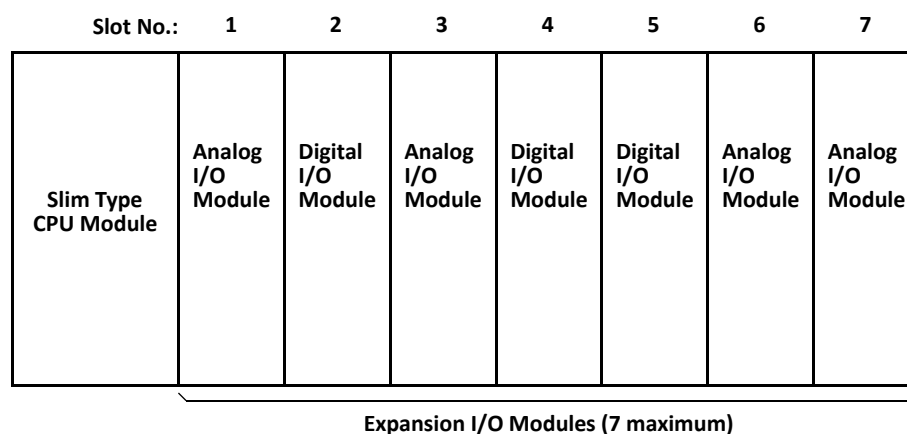 Slot No.: 1 2 3 4 5 6 7
Slim Type
CPU Module
Analog
I/O
Module
Digital
I/O
Module
Analog
I/O
Module
Digital
I/O
Module
Digital
I/O
Module
Analog
I/O
Module
Analog
I/O
Module
Expansion I/O Modules (7 maximum)